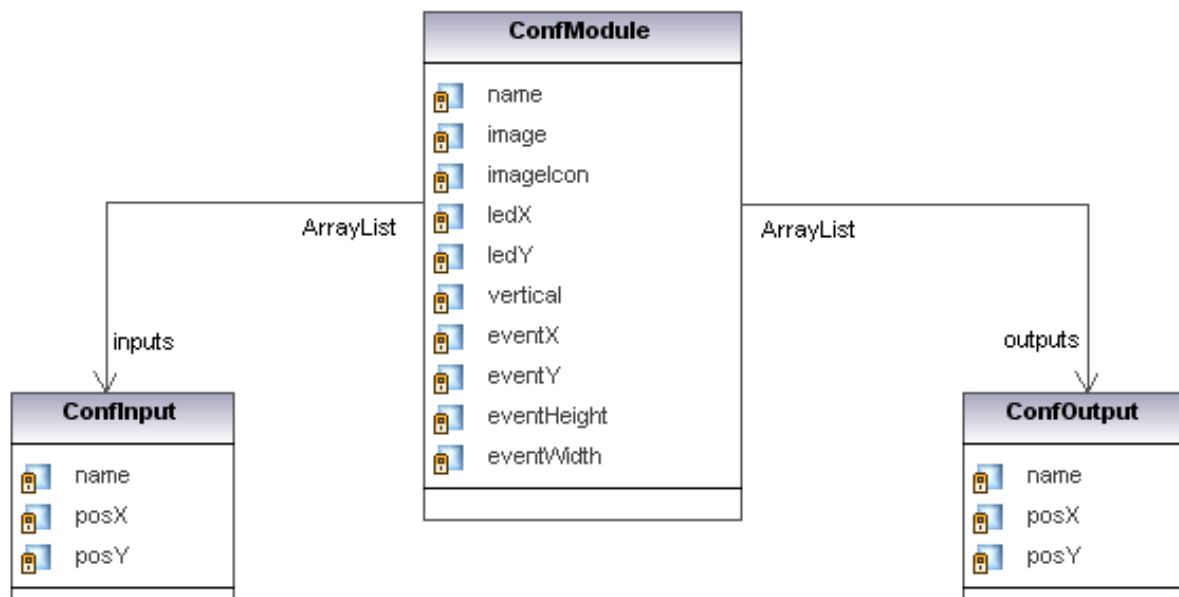 ConfModule
name
image
imageIcon
ledX
ledY
vertical
eventX
eventY
eventHeight
eventWidth
ArrayList
ArrayList
inputs
outputs
ConfInput
name
posX
posY
ConfOutput
name
posX
posY